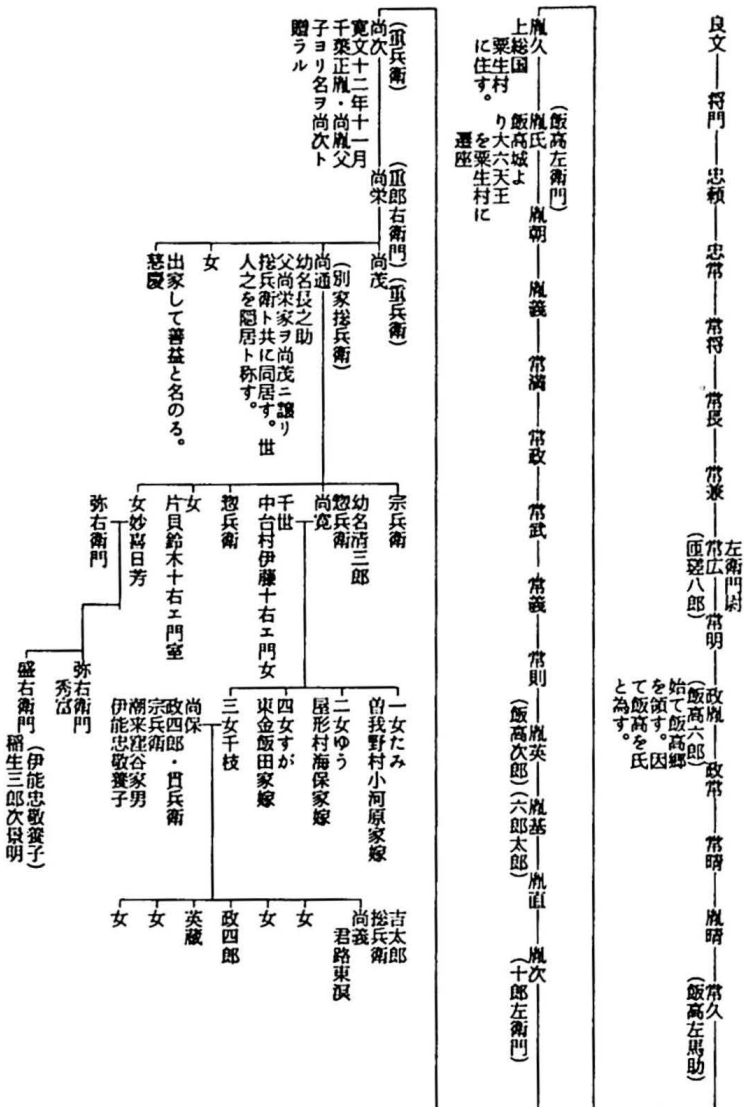 良文―将門―忠頼―忠常―常将―常長―常兼―常広―常明―政胤―政常―常晴―胤晴―常久
左衛門尉
(匝瑳八郎)
(飯高六郎)
始て飯高郷
を領す。因
て飯高を氏
と為す。
(飯高左馬助)
胤久―胤氏―胤朝―胤義―常満―常政―常武―常義―常則―胤英―胤基―胤直―胤次
上総国
粟生村
に住す。
(飯高左衛門)
飯高城よ
り大六天王
を粟生村に
遷座
(飯高次郎)
(六郎太郎)
(十郎左衛門)
(重兵衛)
尚次
寛文十二年十一月
千葉正胤・尚胤父
子ヨリ名ヲ尚次ト
贈ラル
(重郎右衛門)
尚栄
(重兵衛)
尚茂
(別家捴兵衛)
尚通
幼名長之助
父尚栄家ヲ尚茂ニ譲リ
捴兵衛ト共に同居す。世
人之を隠居ト称す。
女
出家して善益と名のる。
慈慶
宗兵衛
幼名清三郎
惣兵衛
尚寛
千世
中台村伊藤十右エ門女
惣兵衛
女
片貝鈴木十右エ門室
女妙喜日芳
弥右衛門
弥右衛門
秀富
盛右衛門
(伊能忠敬養子)
稲生三郎次景明
一女たみ
曽我野村小河原家嫁
二女ゆう
屋形村海保家嫁
四女すが
東金飯田家嫁
三女千枝
尚保
政四郎・貫兵衛
宗兵衛
潮来窪谷家男
伊能忠敬養子
吉太郎
捴兵衛
尚義
君路東溟
女
女
政四郎
英蔵
女
女